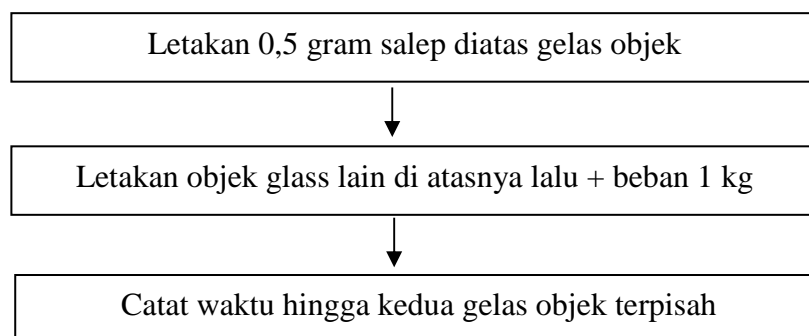 Letakan 0,5 gram salep diatas gelas objek
Letakan objek glass lain di atasnya lalu + beban 1 kg
Catat waktu hingga kedua gelas objek terpisah